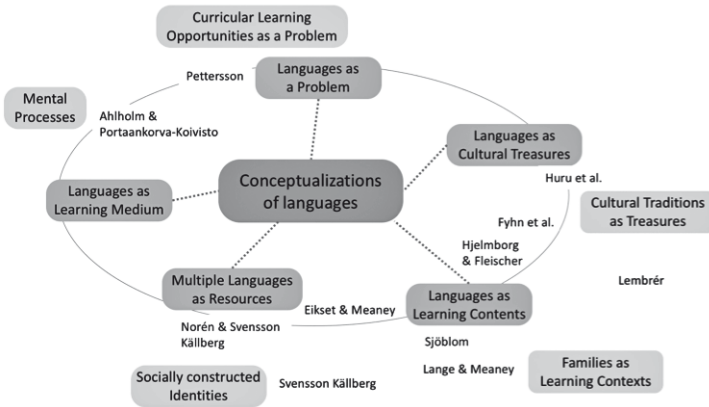 Curricular Learning
Opportunities as a Problem
Pettersson
Languages as
a Problem
Mental
Processes
Ahlholm &
Portaankorva-Koivisto
Languages as
Cultural Treasures
Huru et al.
Languages as
Learning Medium
Conceptualizations
of languages
Cultural Traditions
as Treasures
Fyhn et al.
Hjelmborg
& Fleischer
Lembrér
Multiple Languages
as Resources
Languages as
Learning Contents
Eikset & Meaney
Norén & Svensson
Källberg
Sjöblom
Lange & Meaney
Families as
Learning Contexts
Socially constructed
Identities
Svensson Källberg